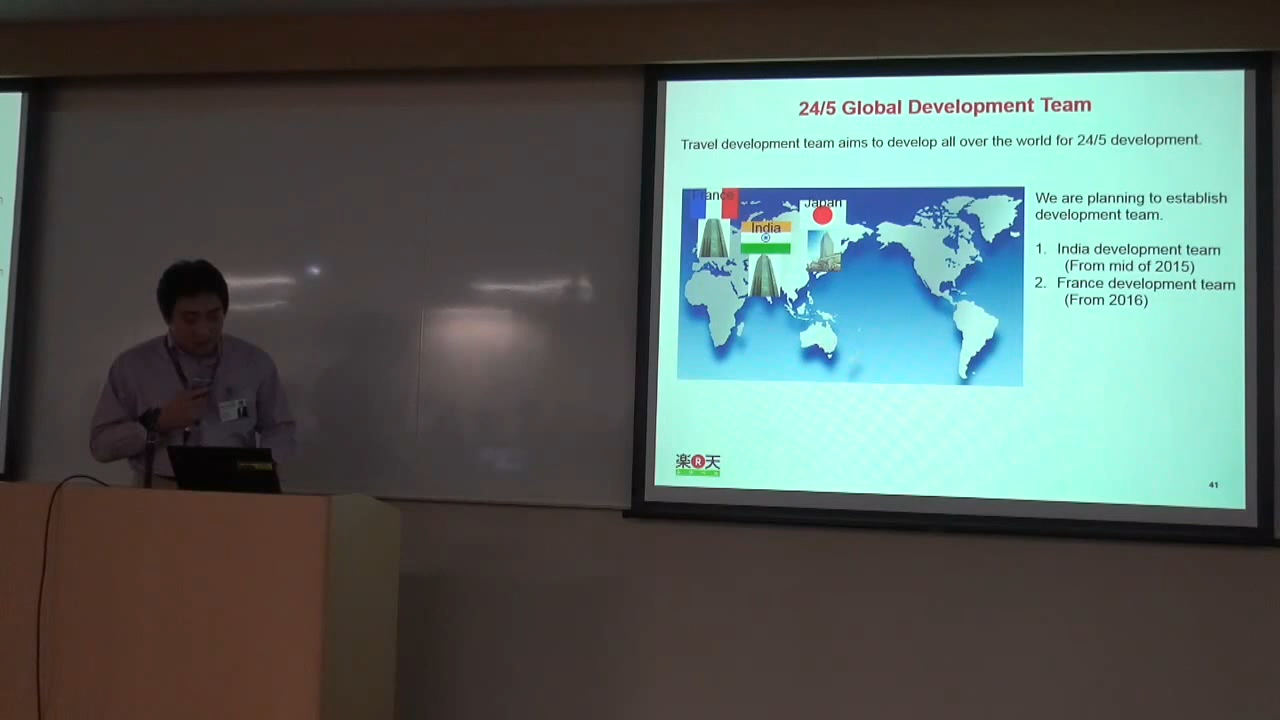 24/5 Global Development Team
Travel development team aims to develop all over the world for 24/5 development.
France
India
Japan
We are planning to establish
development team.
1. India development team
(From mid of 2015)
2. France development team
(From 2016)
楽R天
41